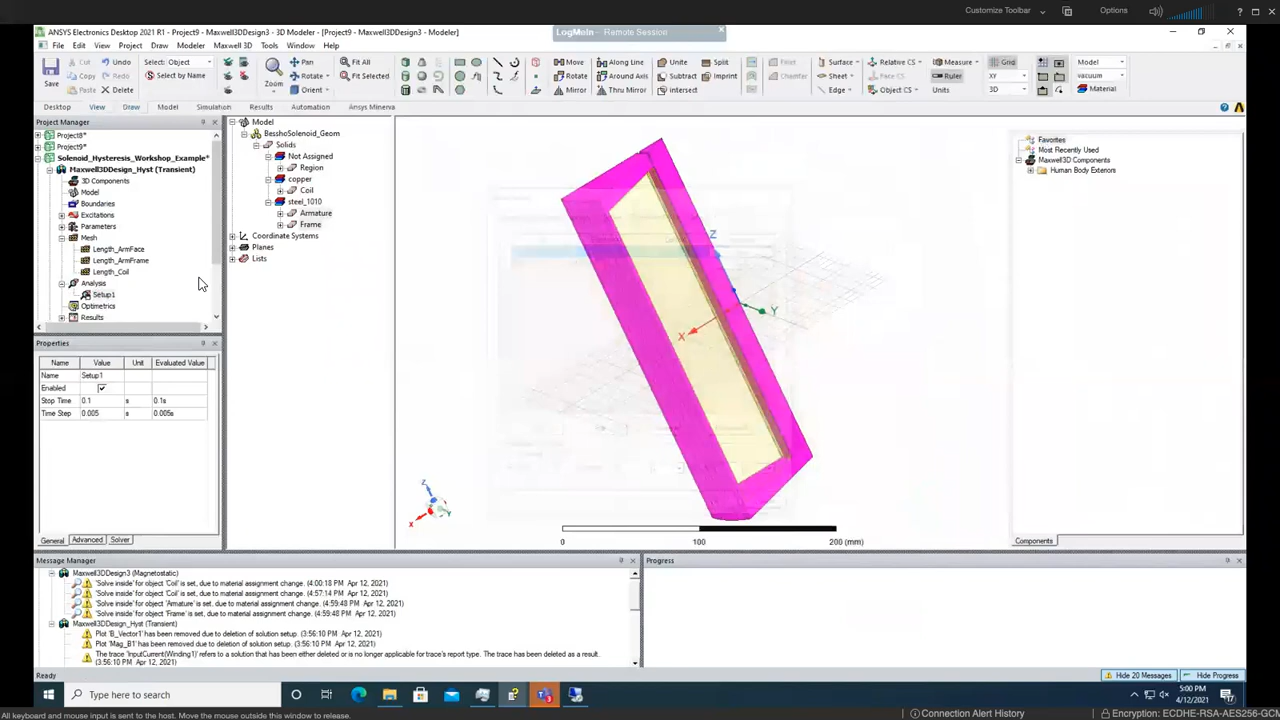 Customize Toolbar
Options
ANSYS Electronics Desktop 2021 R1 - Project9 - Maxwell3DDesign3 - 3D Modeler - [Project9 - Maxwell3DDesign3 - Modeler]
LogMeIn - Remote Session
File Edit View Project Draw Modeler Maxwell 3D Tools Window Help
Save
Cut
Copy
Paste
Undo
Redo
Delete
Select: Object
Select by Name
Zoom
Pan
Rotate
Orient
Fit All
Fit Selected
Move
Rotate
Mirror
Along Line
Around Axis
Thru Mirror
Unite
Subtract
Intersect
Split
Imprint
Fillet
Chamfer
Surface
Sheet
Edge
Relative CS
Face CS
Object CS
Measure
Ruler
Units
Grid
XY
3D
Model
vacuum
Material
Desktop View Draw Model Simulation Results Automation Ansys Minerva
Project Manager
Project8*
Project9*
Solenoid_Hysteresis_Workshop_Example*
Maxwell3DDesign_Hyst (Transient)
3D Components
Model
Boundaries
Excitations
Parameters
Mesh
Length_ArmFace
Length_ArmFrame
Length_Coil
Analysis
Setup1
Optimetrics
Results
Model
BesshoSolenoid_Geom
Solids
Not Assigned
Region
copper
Coil
steel_1010
Armature
Frame
Coordinate Systems
Planes
Lists
Favorites
Most Recently Used
Maxwell3D Components
Human Body Exteriors
Components
Properties
Name Value Unit Evaluated Value
Name Setup1
Enabled
Stop Time 0.1 s 0.1s
Time Step 0.005 s 0.005s
General Advanced Solver
Z
Y
X
Z
X
Y
0 100 200 (mm)
Message Manager
Maxwell3DDesign3 (Magnetostatic)
'Solve inside' for object 'Coil' is set, due to material assignment change. (4:00:18 PM Apr 12, 2021)
'Solve inside' for object 'Coil' is set, due to material assignment change. (4:57:14 PM Apr 12, 2021)
'Solve inside' for object 'Armature' is set, due to material assignment change. (4:59:48 PM Apr 12, 2021)
'Solve inside' for object 'Frame' is set, due to material assignment change. (4:59:48 PM Apr 12, 2021)
Maxwell3DDesign_Hyst (Transient)
Plot 'B_Vector1' has been removed due to deletion of solution setup. (3:56:10 PM Apr 12, 2021)
Plot 'Mag_B1' has been removed due to deletion of solution setup. (3:56:10 PM Apr 12, 2021)
The trace 'InputCurrent(Winding1)' refers to a solution that has been either deleted or is no longer applicable for trace's report type. The trace has been deleted as a result.
(3:56:10 PM Apr 12, 2021)
Progress
Ready
Hide 20 Messages
Hide Progress
Type here to search
5:00 PM
4/12/2021
17
All keyboard and mouse input is sent to the host. Move the mouse outside this window to release.
Connection Alert History
Encryption: ECDHE-RSA-AES256-GCM